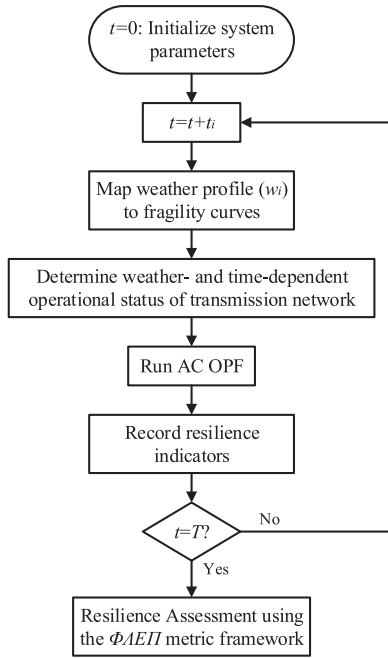 t=0: Initialize system
parameters
t=t+ti
Map weather profile (wi)
to fragility curves
Determine weather- and time-dependent
operational status of transmission network
Run AC OPF
Record resilience
indicators
t=T?
No
Yes
Resilience Assessment using
the ΦΛΕΠ metric framework